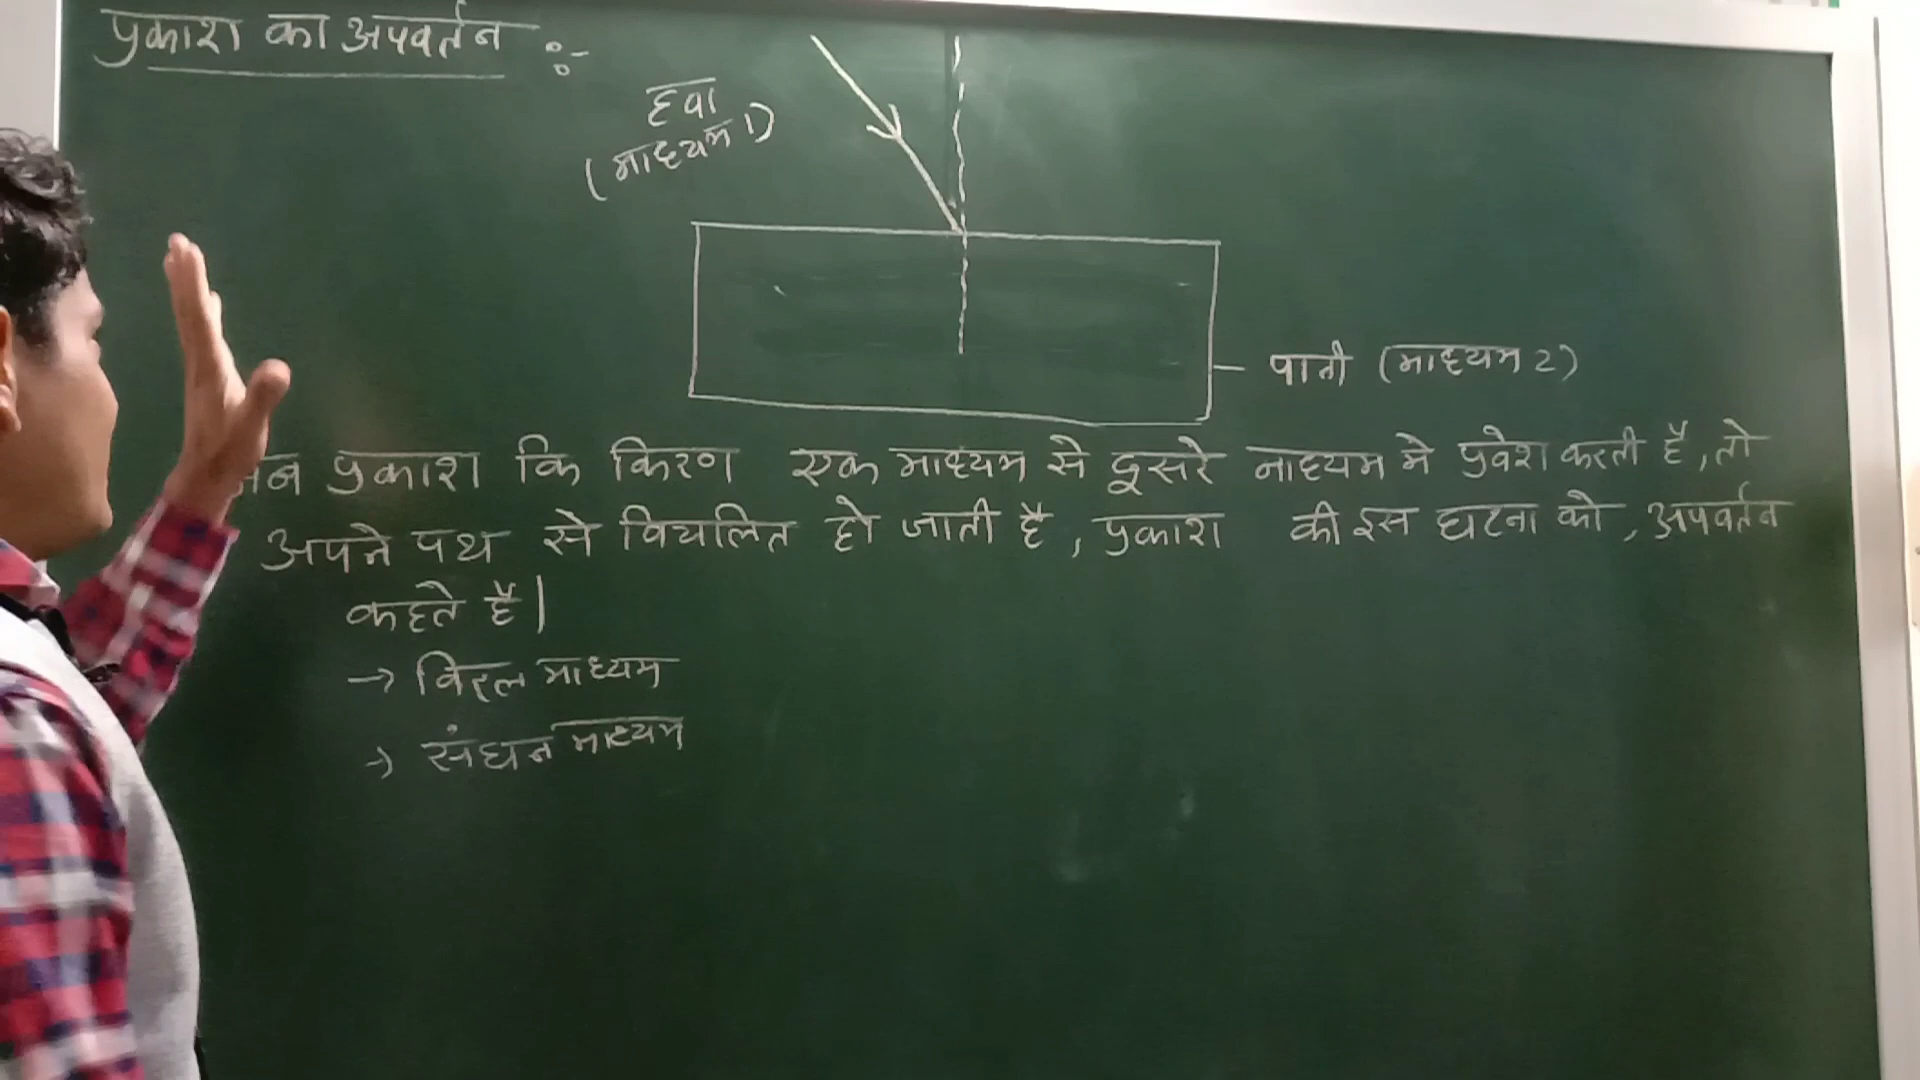 प्रकाश का अपवर्तन :-
हवा
(माध्यम 1)
पानी (माध्यम 2)
प्रकाश कि किरण एक माध्यम से दूसरे माध्यम मे प्रवेश करती है, तो
अपने पथ से विचलित हो जाती है, प्रकाश की इस घटना को, अपवर्तन
कहते है|
→ विरल माध्यम
→ संघन माध्यम